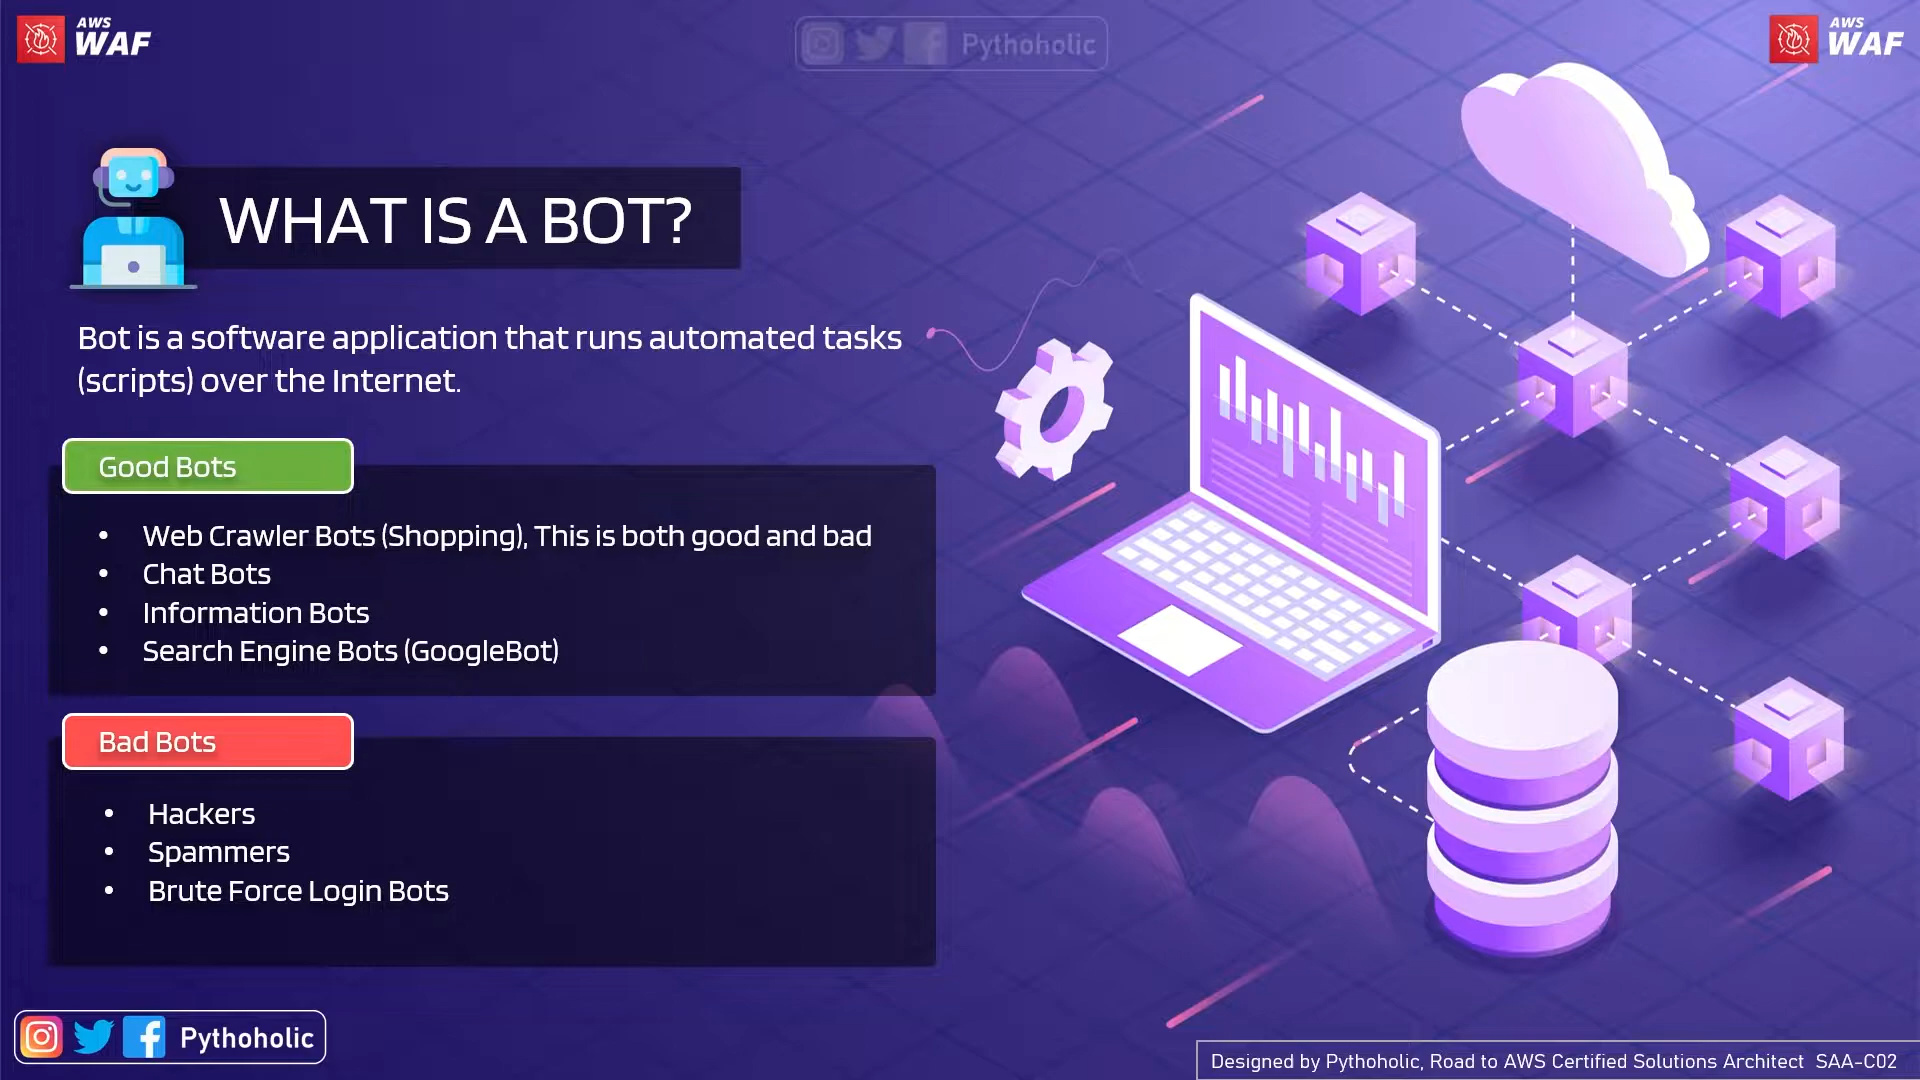 AWS
WAF
Pythoholic
AWS
WAF
WHAT IS A BOT?
Bot is a software application that runs automated tasks
(scripts) over the Internet.
Good Bots
• Web Crawler Bots (Shopping), This is both good and bad
• Chat Bots
• Information Bots
• Search Engine Bots (GoogleBot)
Bad Bots
• Hackers
• Spammers
• Brute Force Login Bots
Pythoholic
Designed by Pythoholic, Road to AWS Certified Solutions Architect SAA-C02